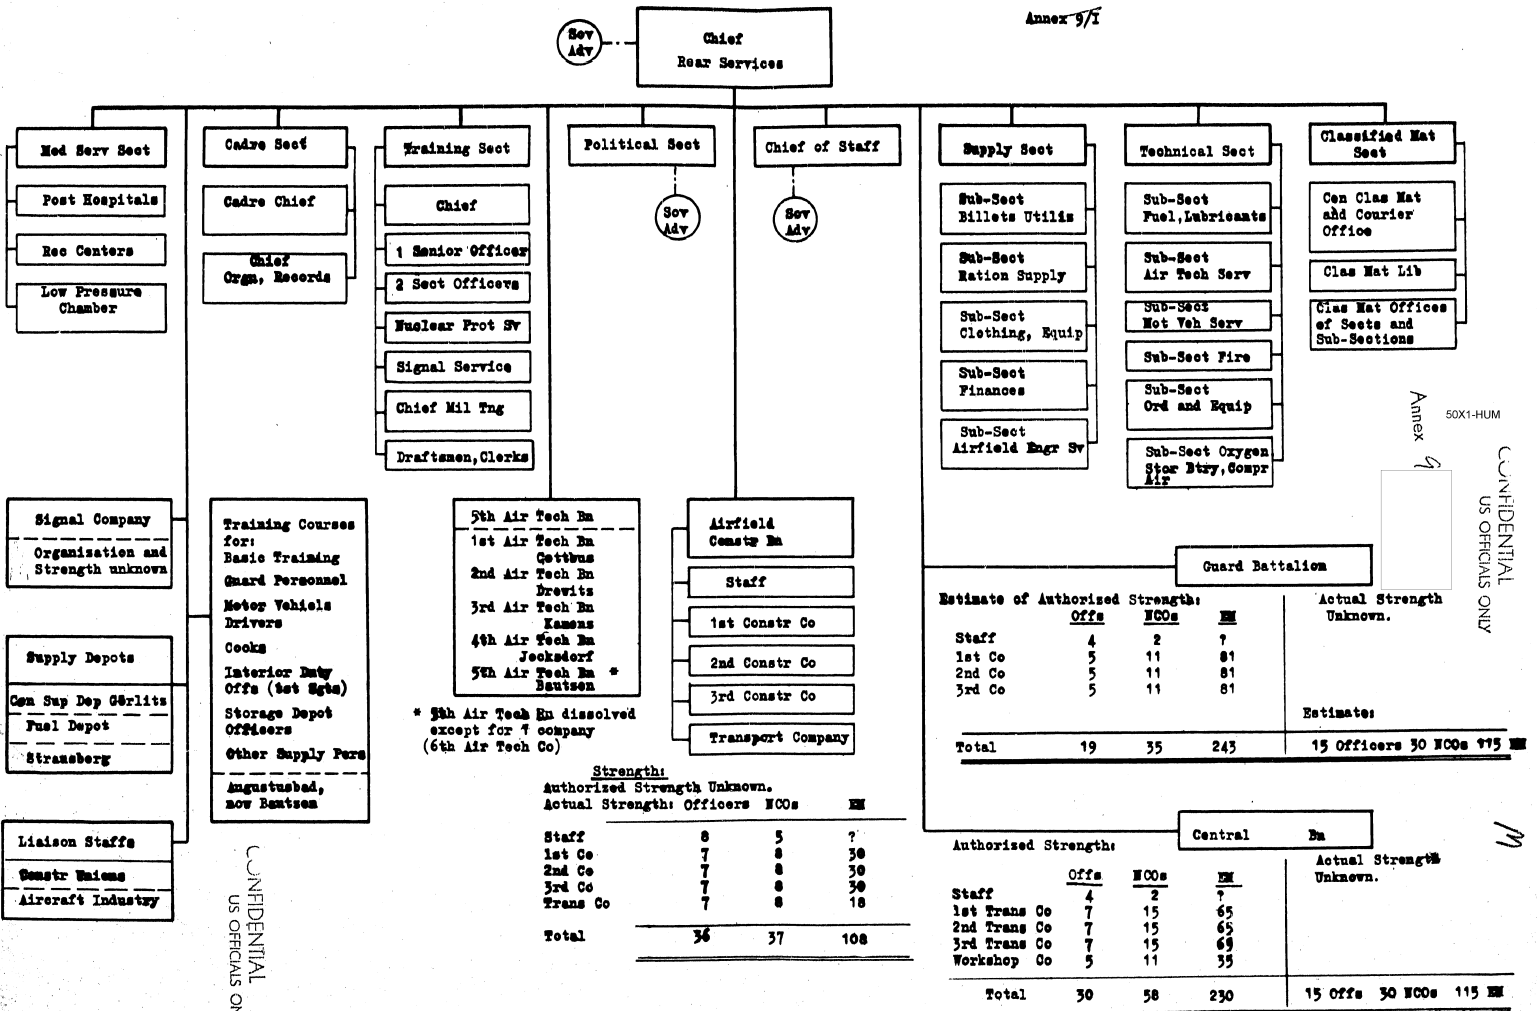 Annex 9/I
Sov
Adv
Chief
Rear Services
Med Serv Sect
Post Hospitals
Rec Centers
Low Pressure
Chamber
Cadre Sect
Cadre Chief
Chief
Orgn, Records
Training Sect
Chief
1 Senior Officer
2 Sect Officers
Nuclear Prot Sv
Signal Service
Chief Mil Tng
Draftsmen, Clerks
Political Sect
Sov
Adv
Chief of Staff
Sov
Adv
Supply Sect
Sub-Sect
Billets Utilis
Sub-Sect
Ration Supply
Sub-Sect
Clothing, Equip
Sub-Sect
Finances
Sub-Sect
Airfield Engr Sv
Technical Sect
Sub-Sect
Fuel, Lubricants
Sub-Sect
Air Tech Serv
Sub-Sect
Mot Veh Serv
Sub-Sect Fire
Sub-Sect
Ord and Equip
Sub-Sect Oxygen
Stor Btry, Compr
Air
Classified Mat
Sect
Cen Clas Mat
and Courier
Office
Clas Mat Lib
Clas Mat Offices
of Sects and
Sub-Sections
Annex 9
50X1-HUM
CONFIDENTIAL
US OFFICIALS ONLY
Signal Company
Organization and
Strength unknown
Supply Depots
Cen Sup Dep Görlitz
Fuel Depot
Strausberg
Liaison Staffs
Constr Unions
Aircraft Industry
Training Courses
for:
Basic Training
Guard Personnel
Motor Vehicle
Drivers
Cooks
Interior Duty
Offs (1st Sgts)
Storage Depot
Officers
Other Supply Pers
Augustusbad,
now Bautzen
5th Air Tech Bn
1st Air Tech Bn
Cottbus
2nd Air Tech Bn
Drewitz
3rd Air Tech Bn
Kamenz
4th Air Tech Bn
Jocksdorf
5th Air Tech Bn *
Bautzen
* 5th Air Tech Bn dissolved
except for 1 company
(6th Air Tech Co)
Airfield
Constr Bn
Staff
1st Constr Co
2nd Constr Co
3rd Constr Co
Transport Company
Strength:
Authorized Strength Unknown.
Actual Strength: Officers NCOs EM
Staff 8 5 ?
1st Co 7 8 30
2nd Co 7 8 30
3rd Co 7 8 30
Trans Co 7 8 18
Total 36 37 108
Guard Battalion
Estimate of Authorized Strength:
Offs NCOs EM
Staff 4 2 ?
1st Co 5 11 81
2nd Co 5 11 81
3rd Co 5 11 81
Total 19 35 243
Actual Strength
Unknown.
Estimate:
15 Officers 30 NCOs 115 EM
Central Bn
Authorized Strength:
Offs NCOs EM
Staff 4 2 ?
1st Trans Co 7 15 65
2nd Trans Co 7 15 65
3rd Trans Co 7 15 65
Workshop Co 5 11 35
Total 30 58 230
Actual Strength
Unknown.
15 Offs 30 NCOs 115 EM
CONFIDENTIAL
US OFFICIALS ON